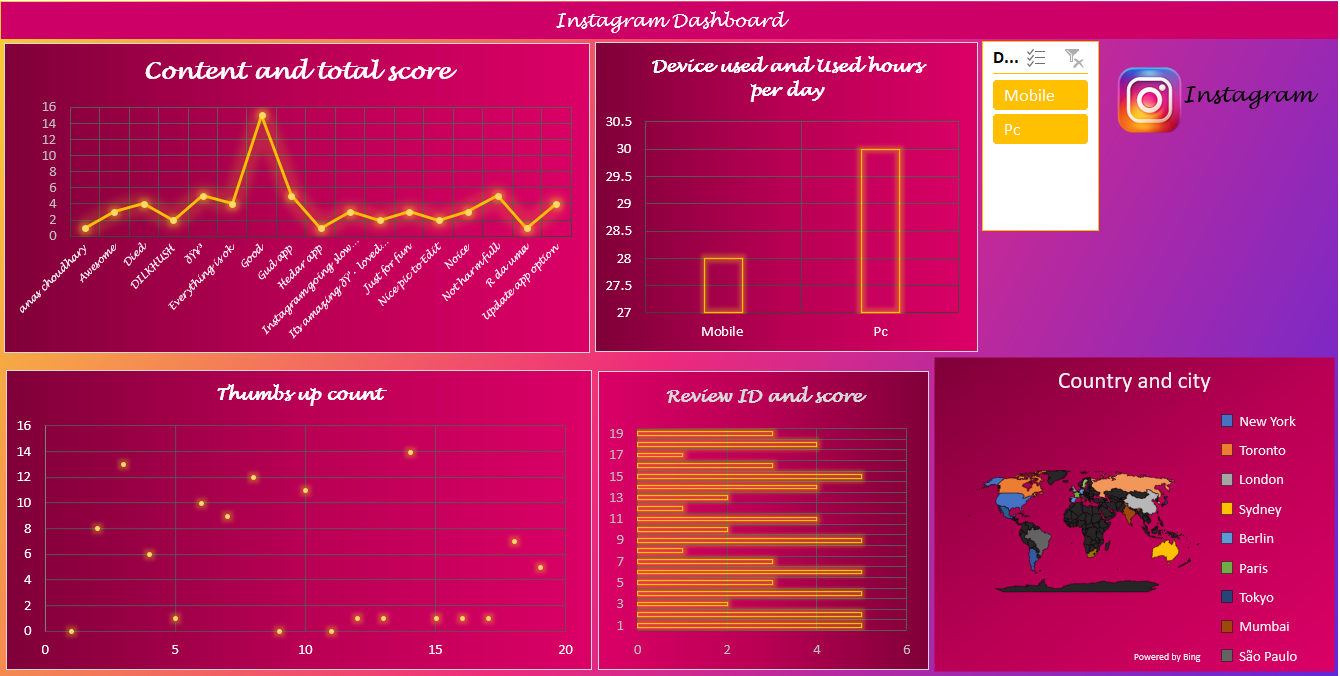 Instagram Dashboard
Content and total score
16
14
12
10
8
6
4
2
0
anas choudhary
Awesome
Died
DILKHUSH
ðŸ¥³
Everything is ok
Good
Gud app
Hedar app
Instagram going slow...
Its amazing ðŸ’• loved...
Just for fun
Nice pic to Edit
Noice
Not harmfull
R da uma
Update app option
Device used and Used hours
per day
30.5
30
29.5
29
28.5
28
27.5
27
Mobile
Pc
D...
Mobile
Pc
Instagram
Thumbs up count
16
14
12
10
8
6
4
2
0
0 5 10 15 20
Review ID and score
19
17
15
13
11
9
7
5
3
1
0 2 4 6
Country and city
New York
Toronto
London
Sydney
Berlin
Paris
Tokyo
Mumbai
São Paulo
Powered by Bing